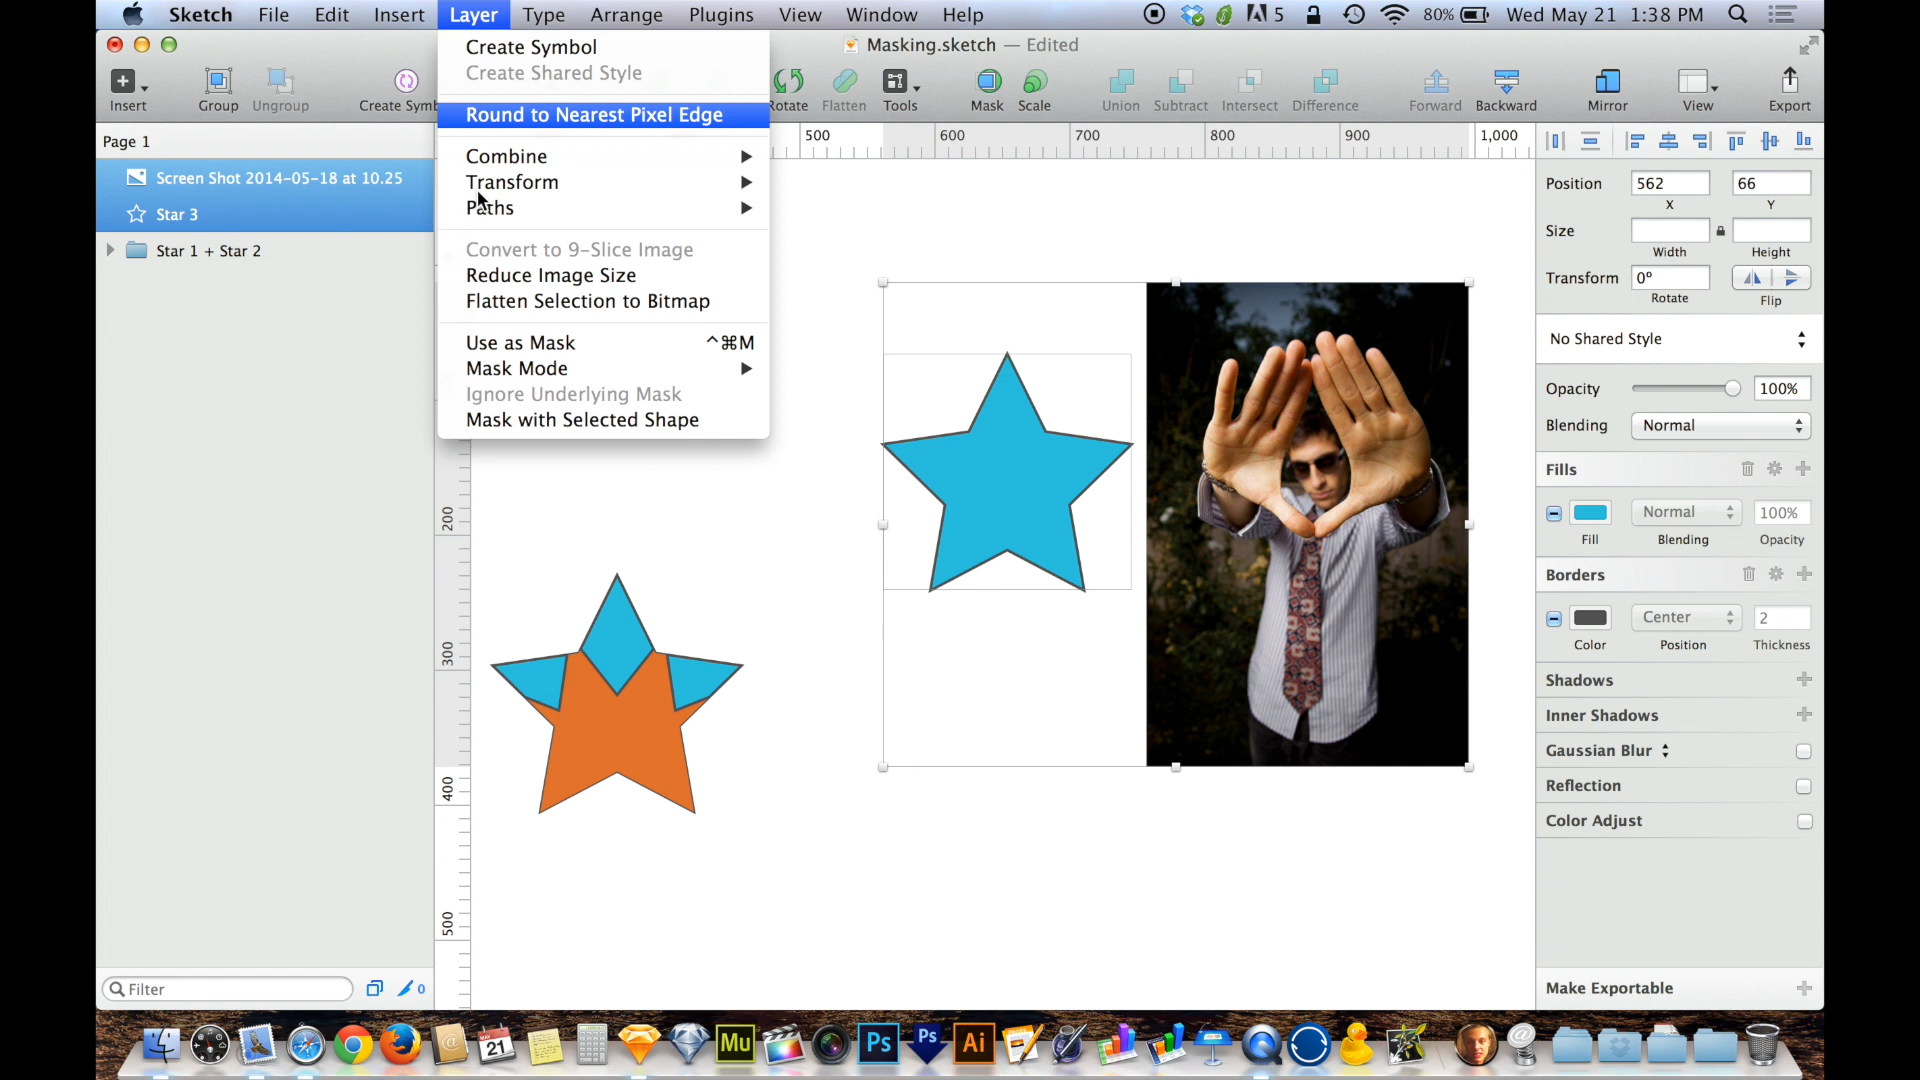 Sketch File Edit Insert Layer Type Arrange Plugins View Window Help 5 80% Wed May 21 1:38 PM
Masking.sketch — Edited
Insert Group Ungroup Create Symb Rotate Flatten Tools Mask Scale Union Subtract Intersect Difference Forward Backward Mirror View Export
Create Symbol
Create Shared Style
Round to Nearest Pixel Edge
Combine
Transform
Paths
Convert to 9-Slice Image
Reduce Image Size
Flatten Selection to Bitmap
Use as Mask ^⌘M
Mask Mode
Ignore Underlying Mask
Mask with Selected Shape
Page 1
Screen Shot 2014-05-18 at 10.25
Star 3
Star 1 + Star 2
Filter
0
500 600 700 800 900 1,000
200
300
400
500
Position 562 66
X Y
Size
Width Height
Transform 0°
Rotate Flip
No Shared Style
Opacity 100%
Blending Normal
Fills
Normal 100%
Fill Blending Opacity
Borders
Center 2
Color Position Thickness
Shadows
Inner Shadows
Gaussian Blur
Reflection
Color Adjust
Make Exportable
MAY
21
Mu
Ps
Ps
Ai